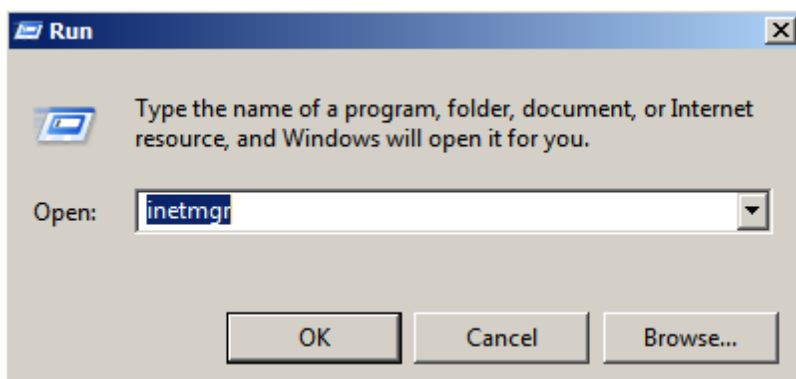 Run
Type the name of a program, folder, document, or Internet
resource, and Windows will open it for you.
Open: inetmgr
OK Cancel Browse...